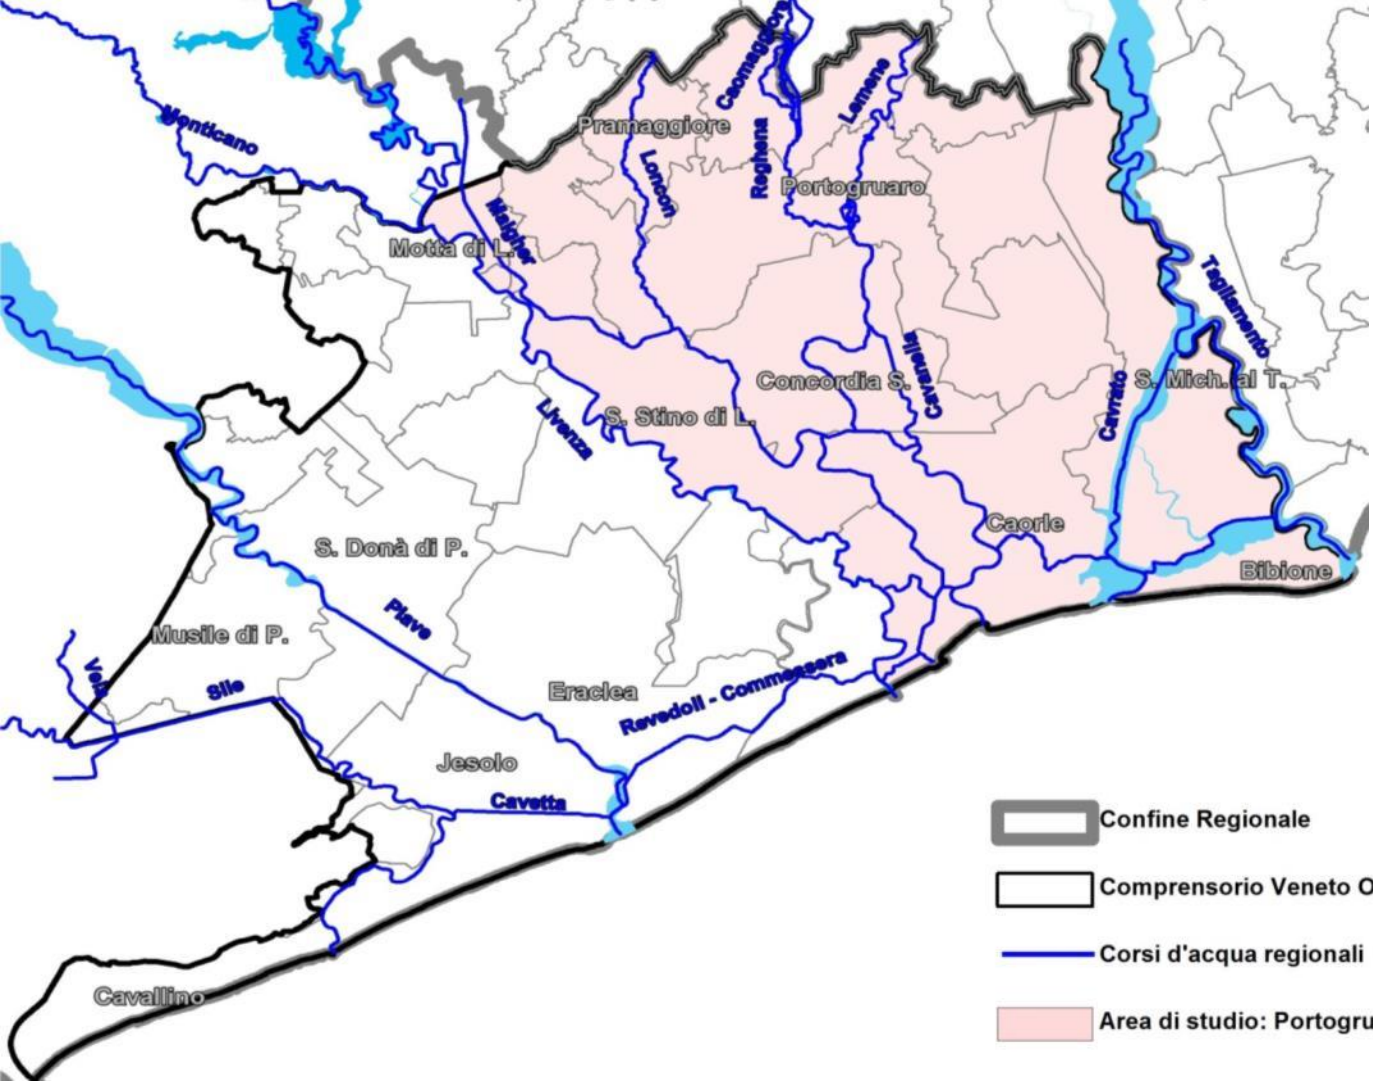 Caomaggiore
Lemene
Monticano
Pramaggiore
Reghena
Loncon
Portogruaro
Malgher
Motta di L.
Tagliamento
Cavanella
Concordia S.
S. Mich. al T.
Cavrato
Livenza
S. Stino di L.
Caorle
S. Donà di P.
Bibione
Piave
Musile di P.
Sile
Eraclea
Revedoli - Commessera
Jesolo
Cavetta
Confine Regionale
Comprensorio Veneto O
Corsi d'acqua regionali
Cavallino
Area di studio: Portogru